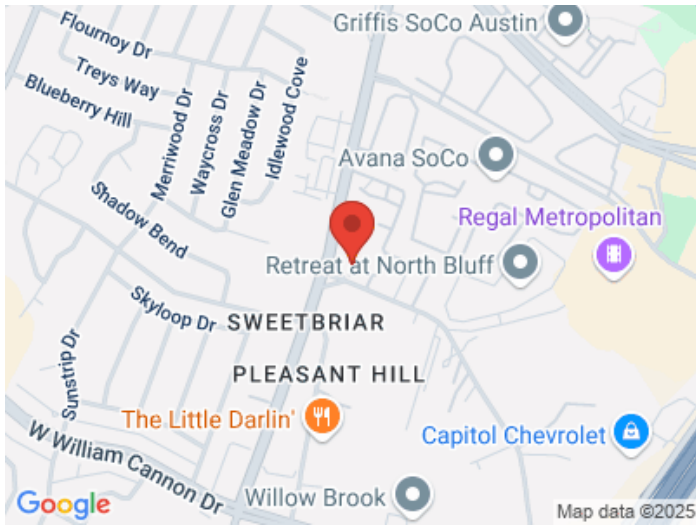 Griffis SoCo Austin
Flournoy Dr
Treys Way
Blueberry Hill
Merriwood Dr
Waycross Dr
Glen Meadow Dr
Idlewood Cove
Avana SoCo
Shadow Bend
Regal Metropolitan
Retreat at North Bluff
Skyloop Dr
SWEETBRIAR
Sunstrip Dr
PLEASANT HILL
The Little Darlin'
Capitol Chevrolet
W William Cannon Dr
Willow Brook
Google
Map data ©2025